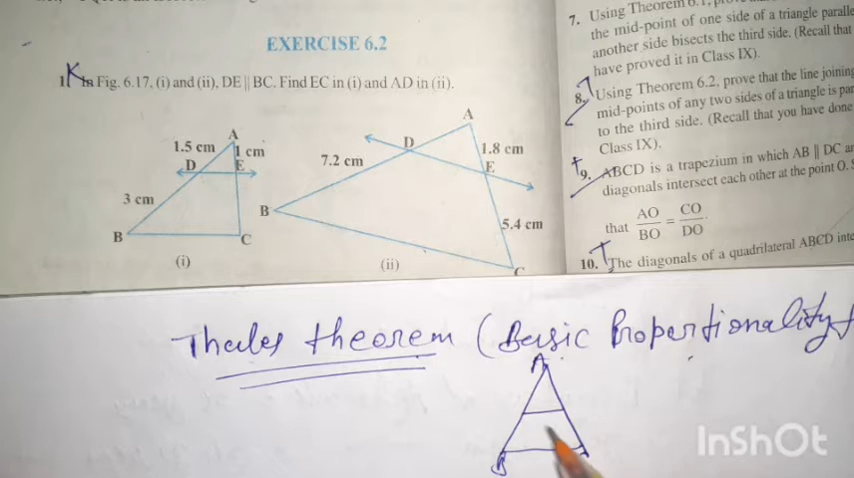 EXERCISE 6.2
1. In Fig. 6.17, (i) and (ii), DE || BC. Find EC in (i) and AD in (ii).
A
1.5 cm
1 cm
D
E
3 cm
B
C
(i)
A
D
1.8 cm
7.2 cm
E
B
5.4 cm
C
(ii)
7. Using Theorem 6.1,
the mid-point of one side of a triangle
another side bisects the third side. (Recall that
have proved it in Class IX).
8. Using Theorem 6.2, prove that the line joining
mid-points of any two sides of a triangle is
to the third side. (Recall that you have done
Class IX).
9. ABCD is a trapezium in which AB || DC
diagonals intersect each other at the point O.
that AO/BO = CO/DO.
10. The diagonals of a quadrilateral ABCD
Thales theorem (Basic Propertionality
A
B
InShOt